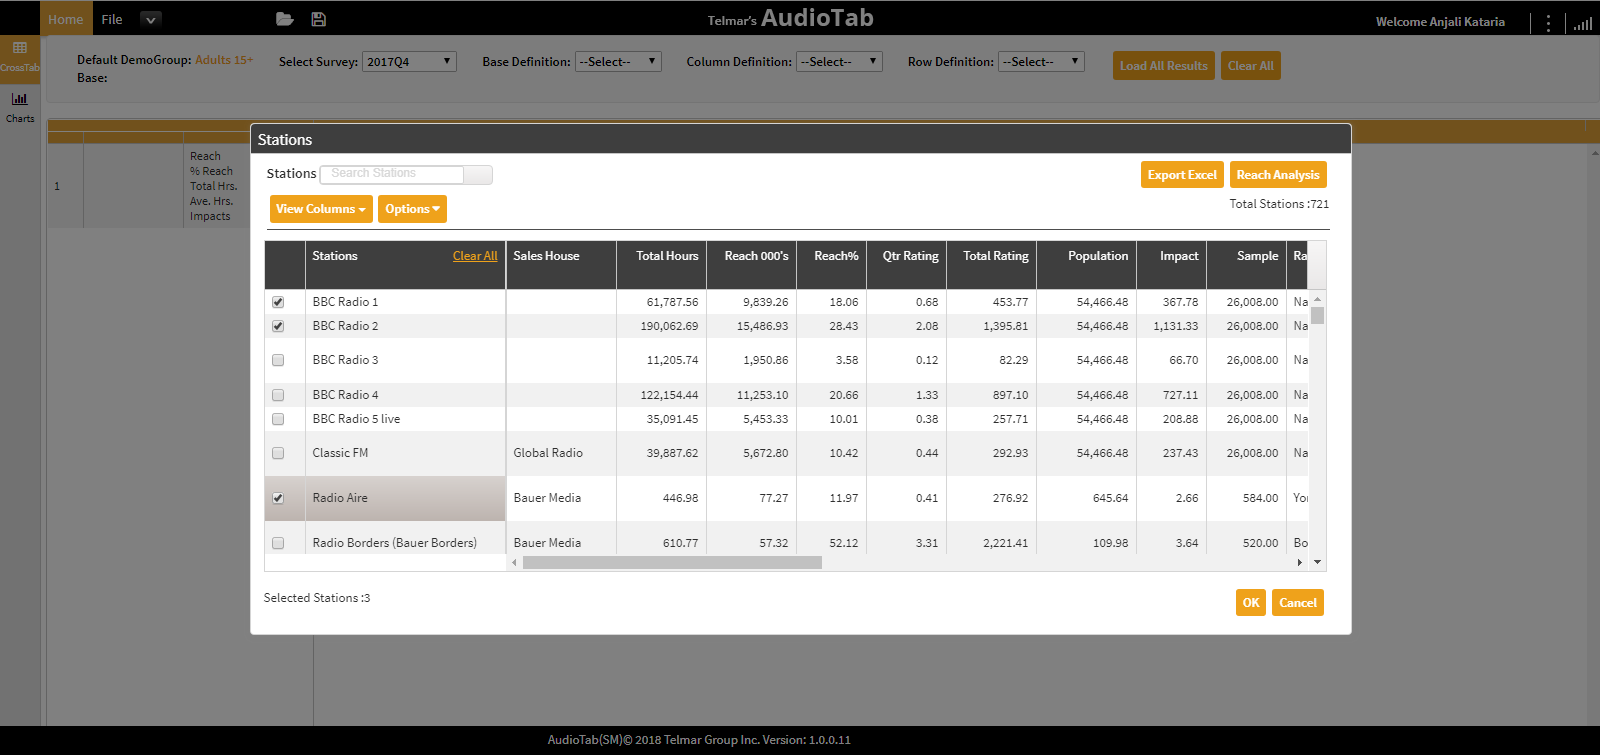 Home File Telmar's AudioTab Welcome Anjali Kataria
CrossTab
Charts
Default DemoGroup: Adults 15+ Select Survey: 2017Q4 Base Definition: --Select-- Column Definition: --Select-- Row Definition: --Select-- Load All Results Clear All
Base:
1
Reach
% Reach
Total Hrs.
Ave. Hrs.
Impacts
Stations
Stations Search Stations Export Excel Reach Analysis
View Columns Options Total Stations :721
Stations Clear All Sales House Total Hours Reach 000's Reach% Qtr Rating Total Rating Population Impact Sample Ra
BBC Radio 1 61,787.56 9,839.26 18.06 0.68 453.77 54,466.48 367.78 26,008.00 Na
BBC Radio 2 190,062.69 15,486.93 28.43 2.08 1,395.81 54,466.48 1,131.33 26,008.00 Na
BBC Radio 3 11,205.74 1,950.86 3.58 0.12 82.29 54,466.48 66.70 26,008.00 Na
BBC Radio 4 122,154.44 11,253.10 20.66 1.33 897.10 54,466.48 727.11 26,008.00 Na
BBC Radio 5 live 35,091.45 5,453.33 10.01 0.38 257.71 54,466.48 208.88 26,008.00 Na
Classic FM Global Radio 39,887.62 5,672.80 10.42 0.44 292.93 54,466.48 237.43 26,008.00 Na
Radio Aire Bauer Media 446.98 77.27 11.97 0.41 276.92 645.64 2.66 584.00 Yo
Radio Borders (Bauer Borders) Bauer Media 610.77 57.32 52.12 3.31 2,221.41 109.98 3.64 520.00 Bo
Selected Stations :3 OK Cancel
AudioTab(SM)© 2018 Telmar Group Inc. Version: 1.0.0.11